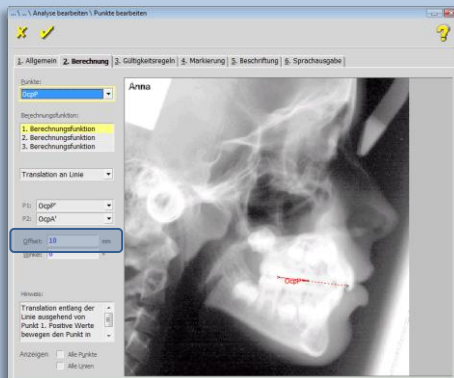 ...\ ... \ Analyse bearbeiten \ Punkte bearbeiten
1. Allgemein 2. Berechnung 3. Gültigkeitsregeln 4. Markierung 5. Beschriftung 6. Sprachausgabe
Punkte:
OcpP
Berechnungsfunktion:
1. Berechnungsfunktion
2. Berechnungsfunktion
3. Berechnungsfunktion
Translation an Linie
P1: OcpP'
P2: OcpA'
Offset: 10 mm
Winkel: 0 °
Hinweis:
Translation entlang der
Linie ausgehend von
Punkt 1. Positive Werte
bewegen den Punkt in
Anzeigen Alle Punkte
Alle Linien
Anna
OcpP